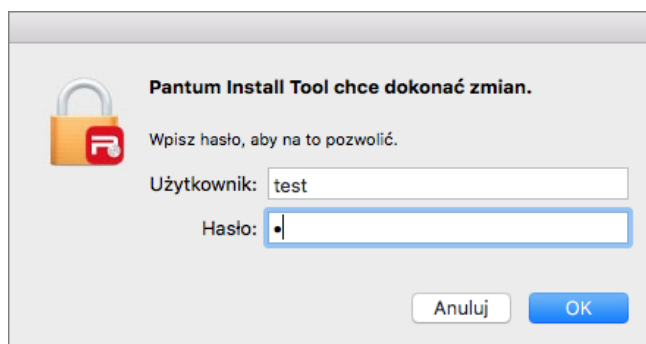 Pantum Install Tool chce dokonać zmian.
Wpisz hasło, aby na to pozwolić.
Użytkownik: test
Hasło: •
Anuluj OK